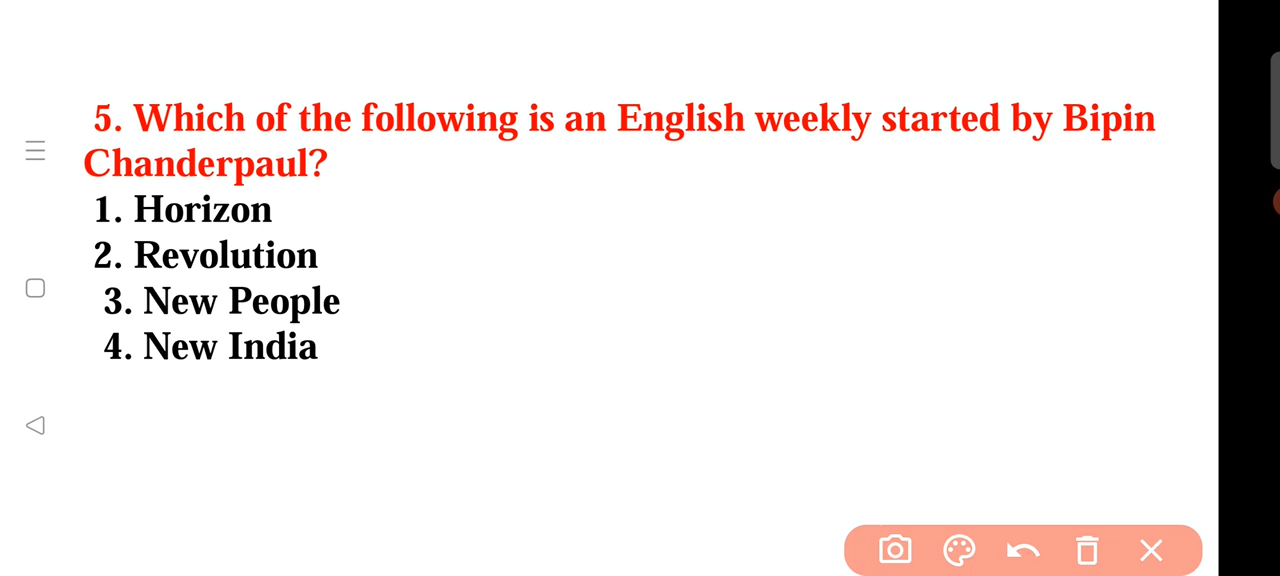 5. Which of the following is an English weekly started by Bipin
Chanderpaul?
1. Horizon
2. Revolution
3. New People
4. New India